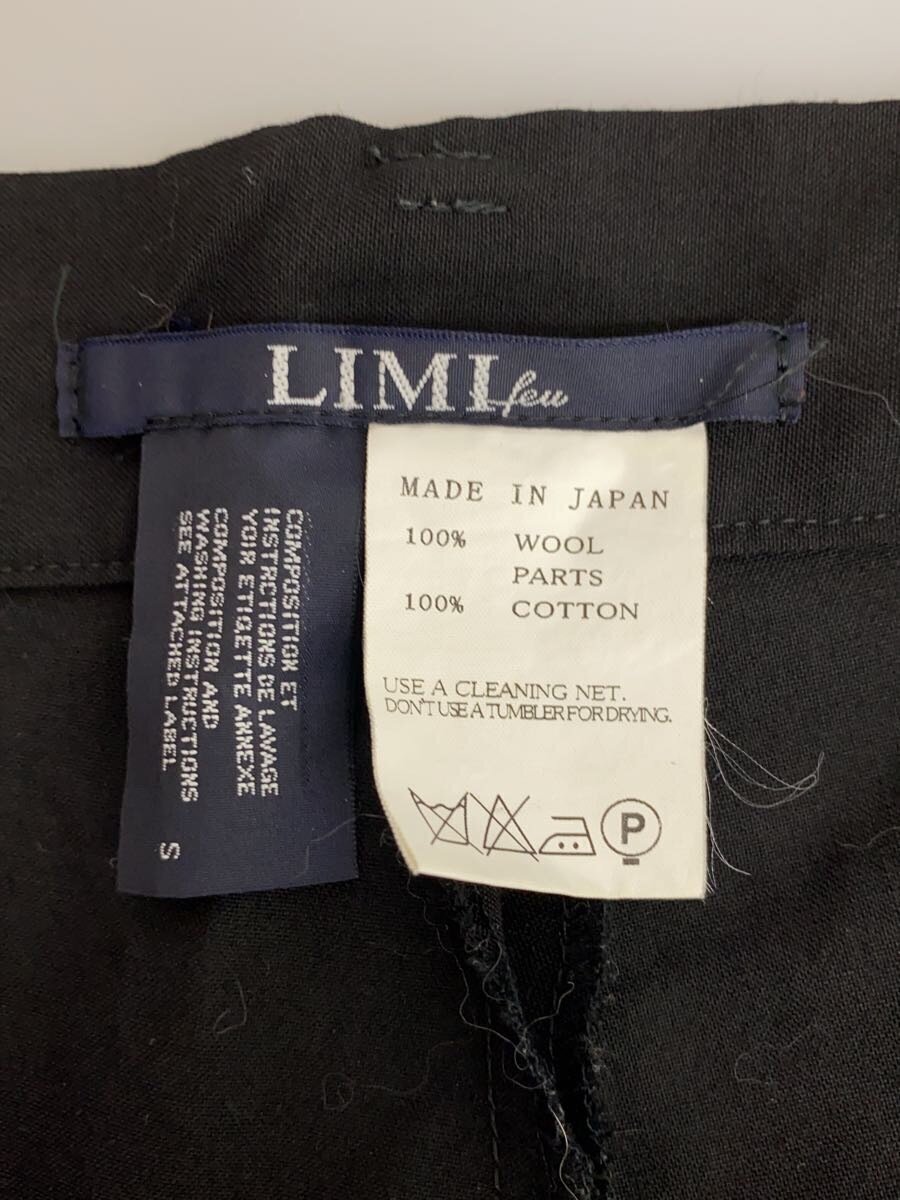 LIMI feu
COMPOSITION ET
INSTRUCTIONS DE LAVAGE
VOIR ETIQETTE ANNEXE
COMPOSITION AND
WASHING INSTRUCTIONS
SEE ATTACHED LABEL
S
MADE IN JAPAN
100% WOOL
PARTS
100% COTTON
USE A CLEANING NET.
DON'T USE A TUMBLER FOR DRYING.
P